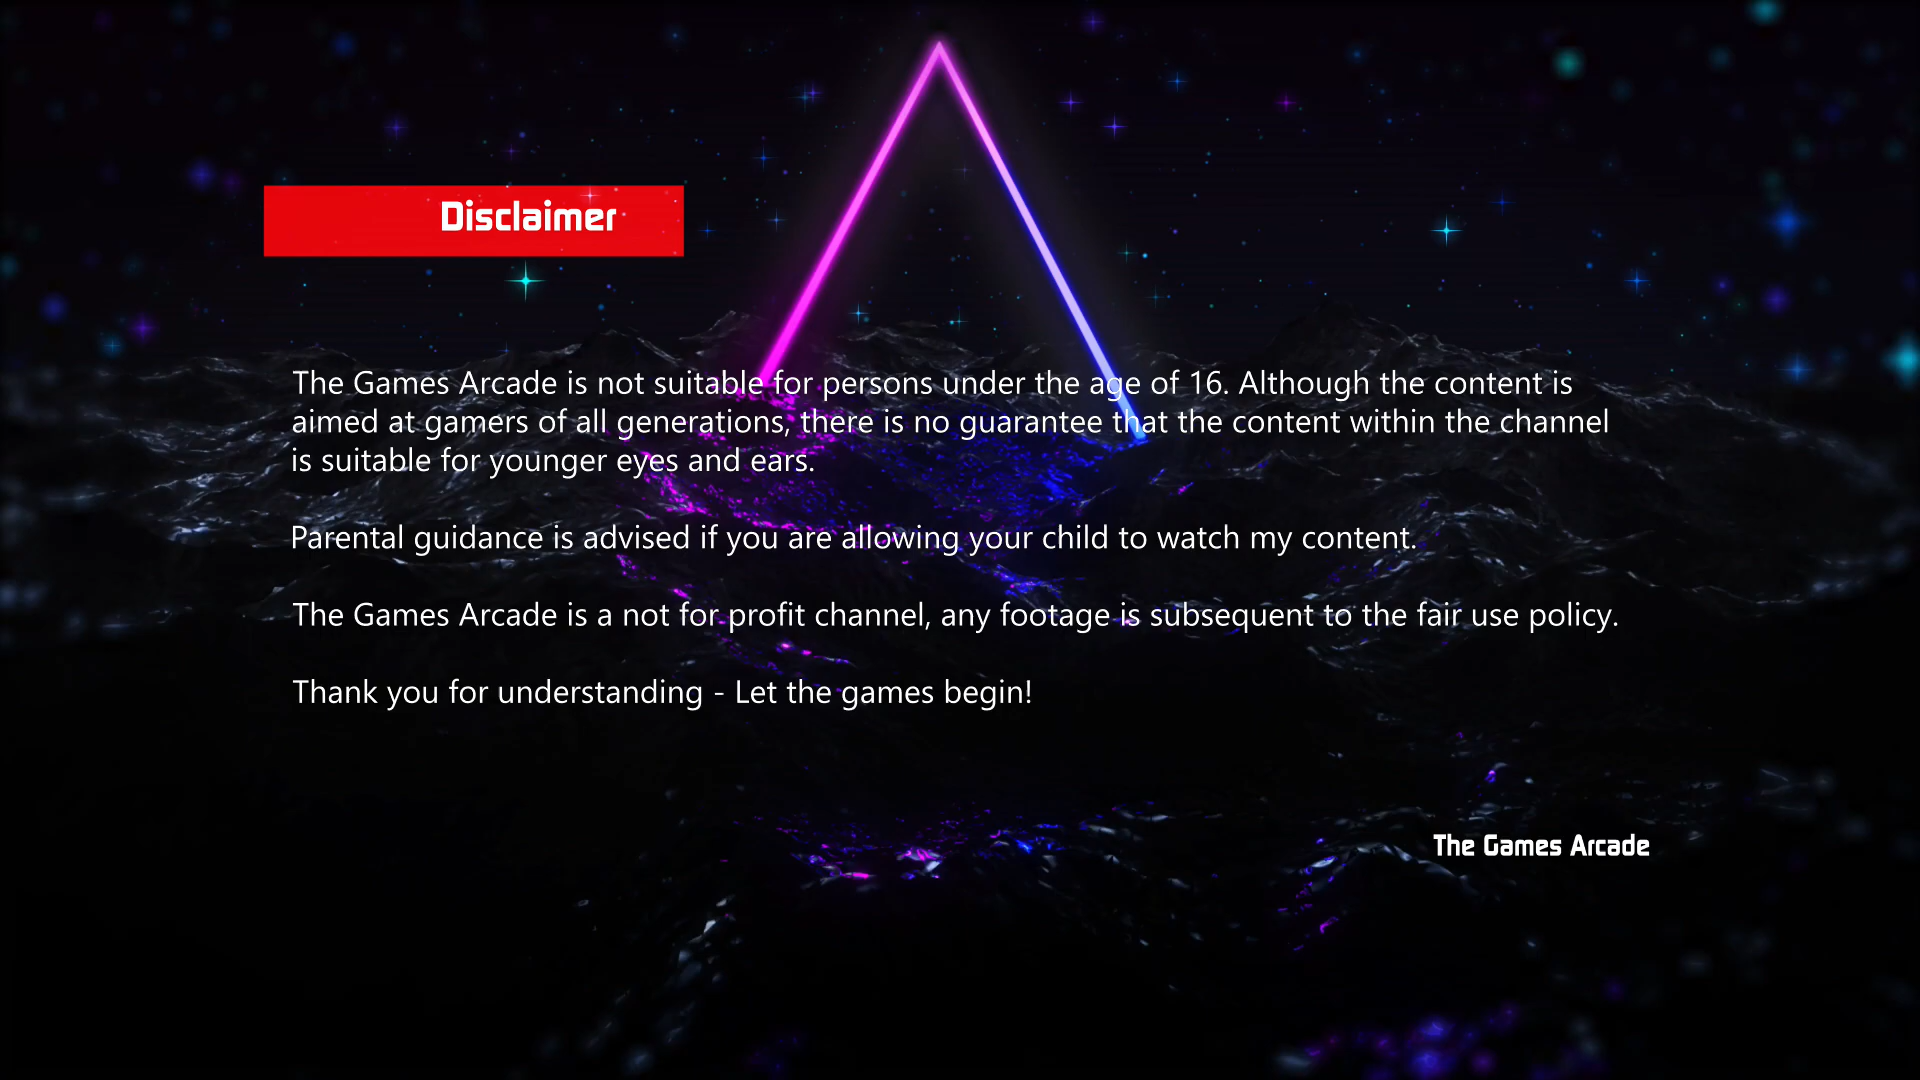 Disclaimer
The Games Arcade is not suitable for persons under the age of 16. Although the content is
aimed at gamers of all generations, there is no guarantee that the content within the channel
is suitable for younger eyes and ears.
Parental guidance is advised if you are allowing your child to watch my content.
The Games Arcade is a not for profit channel, any footage is subsequent to the fair use policy.
Thank you for understanding - Let the games begin!
The Games Arcade